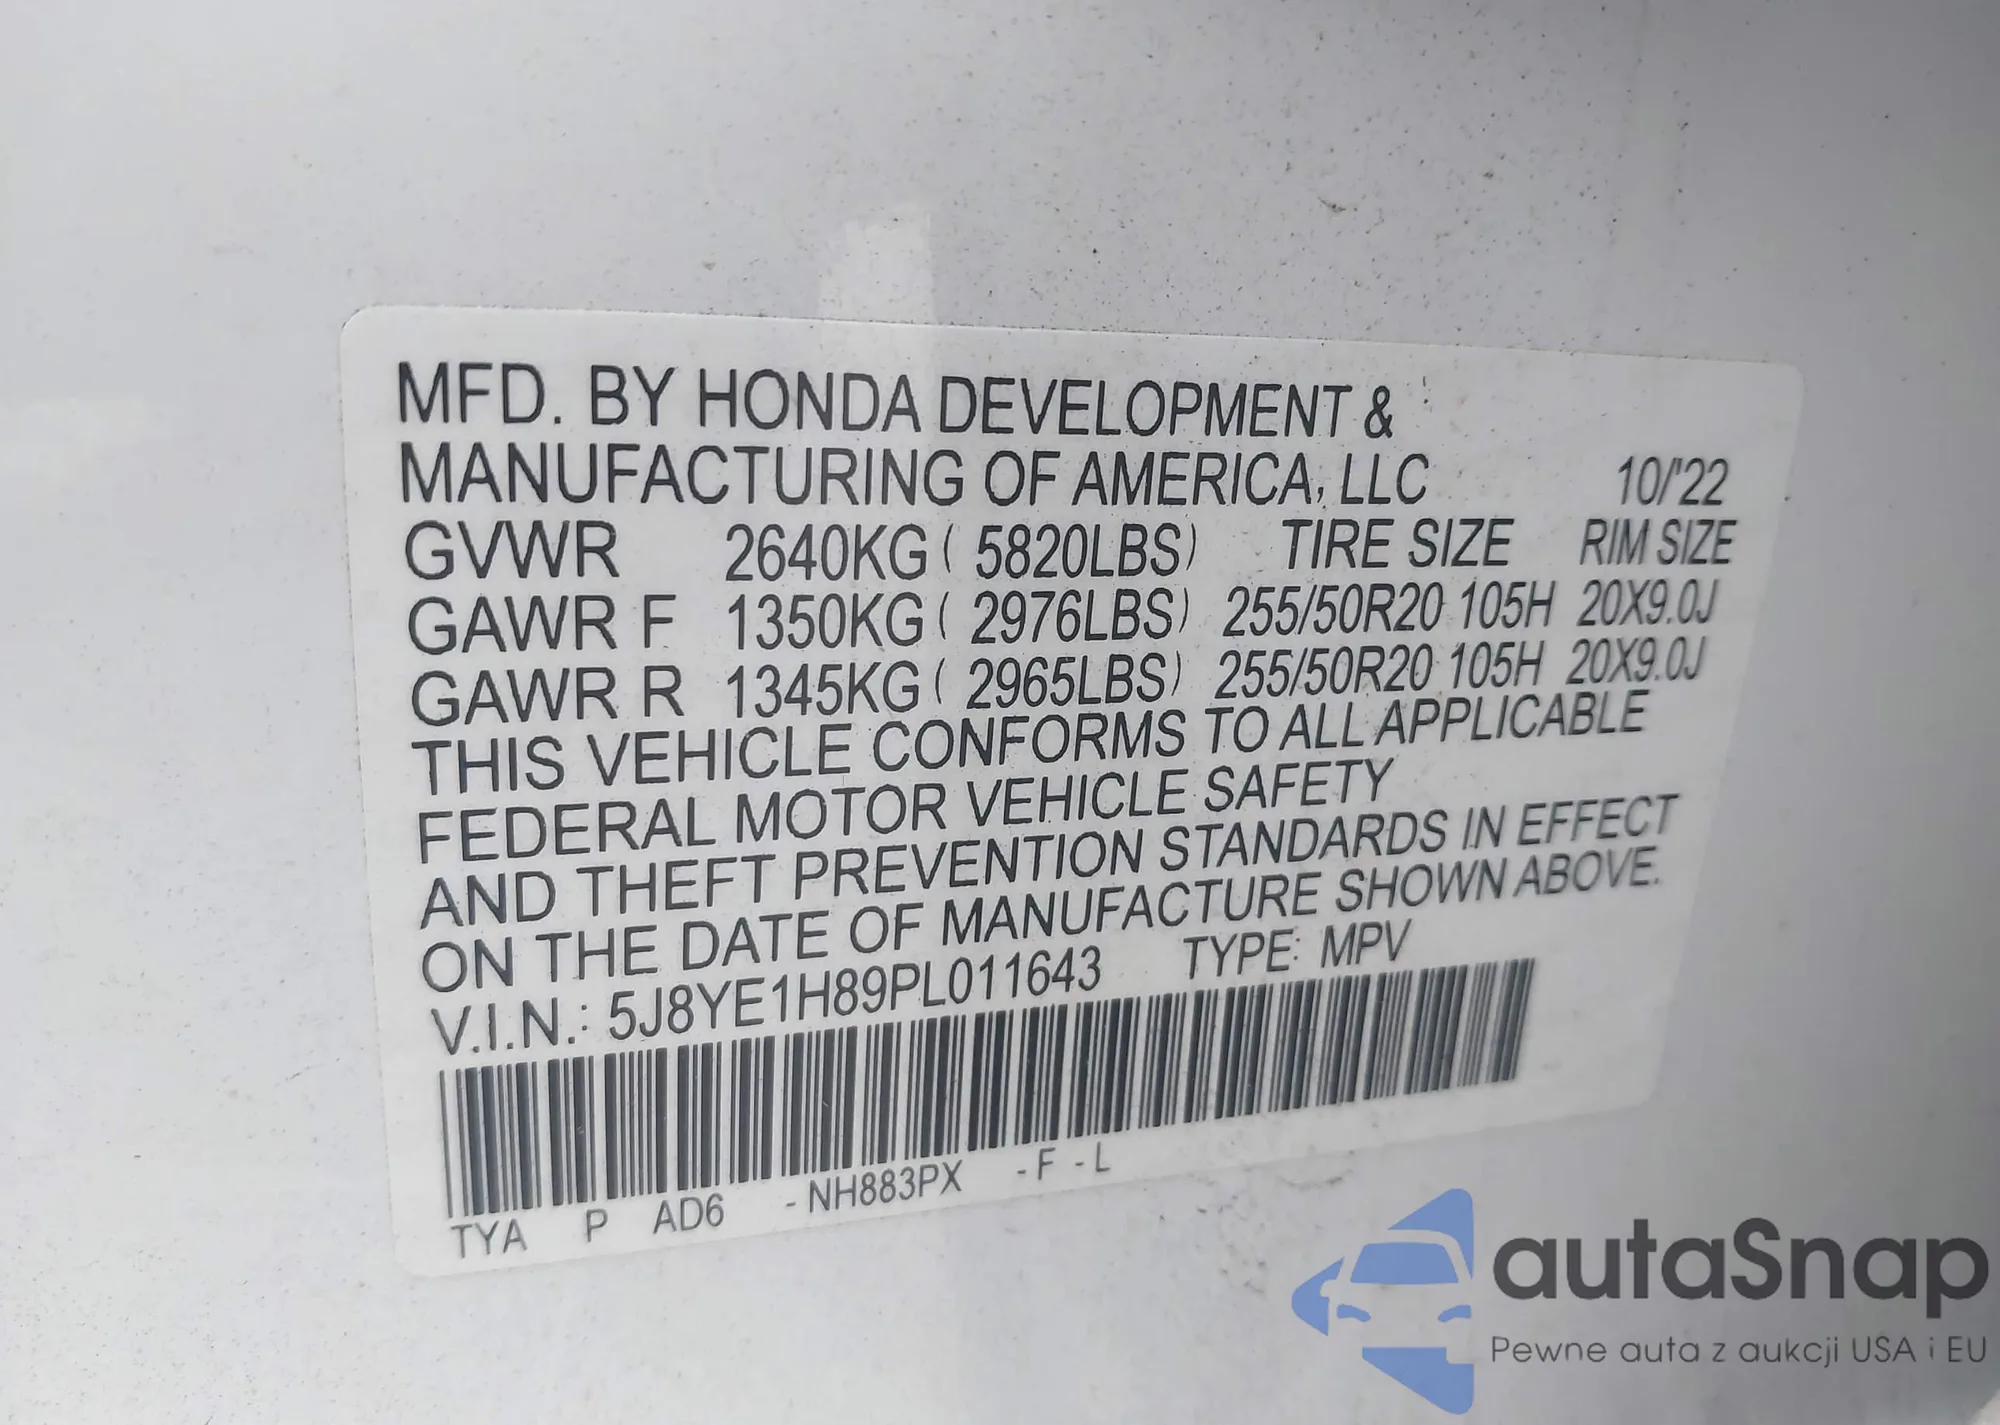 MFD. BY HONDA DEVELOPMENT &
MANUFACTURING OF AMERICA, LLC 10/'22
GVWR 2640KG ( 5820LBS) TIRE SIZE RIM SIZE
GAWR F 1350KG ( 2976LBS) 255/50R20 105H 20X9.0J
GAWR R 1345KG ( 2965LBS) 255/50R20 105H 20X9.0J
THIS VEHICLE CONFORMS TO ALL APPLICABLE
FEDERAL MOTOR VEHICLE SAFETY
AND THEFT PREVENTION STANDARDS IN EFFECT
ON THE DATE OF MANUFACTURE SHOWN ABOVE.
V.I.N.: 5J8YE1H89PL011643 TYPE: MPV
TYA P AD6 - NH883PX - F - L
autaSnap
Pewne auta z aukcji USA i EU